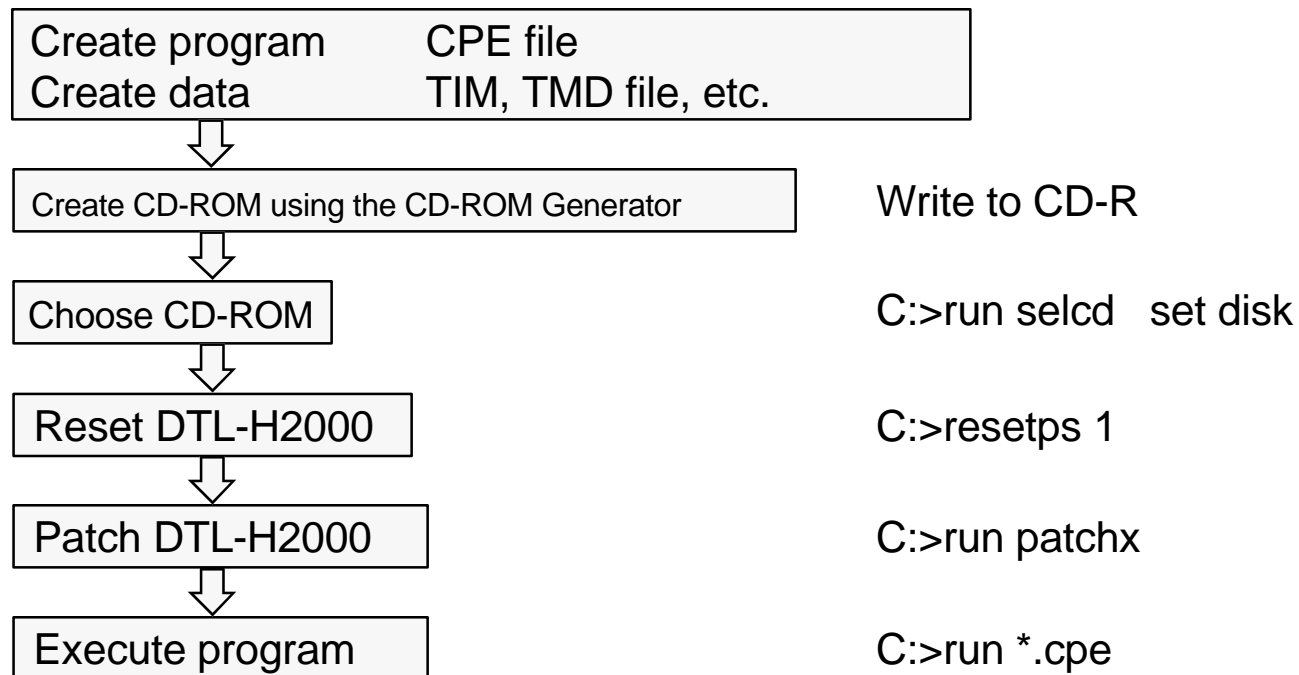 Create program CPE file
Create data TIM, TMD file, etc.
Create CD-ROM using the CD-ROM Generator Write to CD-R
Choose CD-ROM C:>run selcd set disk
Reset DTL-H2000 C:>resetps 1
Patch DTL-H2000 C:>run patchx
Execute program C:>run *.cpe